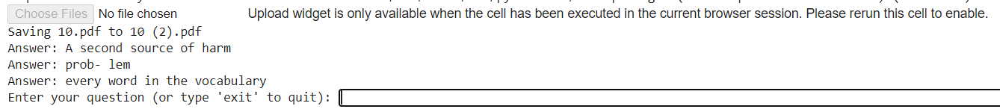 Choose Files No file chosen Upload widget is only available when the cell has been executed in the current browser session. Please rerun this cell to enable.
Saving 10.pdf to 10 (2).pdf
Answer: A second source of harm
Answer: prob- lem
Answer: every word in the vocabulary
Enter your question (or type 'exit' to quit):